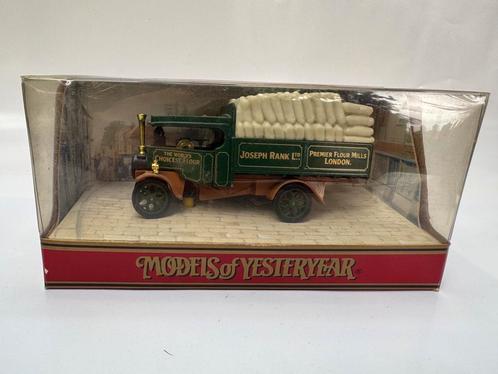 THE WORLD'S
CHOICEST FLOUR
JOSEPH RANK LTD
PREMIER FLOUR MILLS
LONDON.
MODELS of YESTERYEAR®